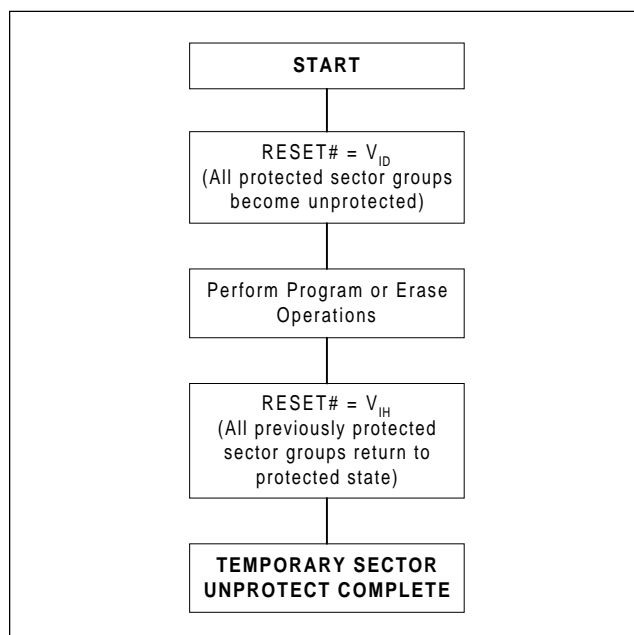 START
RESET# = V_ID
(All protected sector groups
become unprotected)
Perform Program or Erase
Operations
RESET# = V_IH
(All previously protected
sector groups return to
protected state)
TEMPORARY SECTOR
UNPROTECT COMPLETE